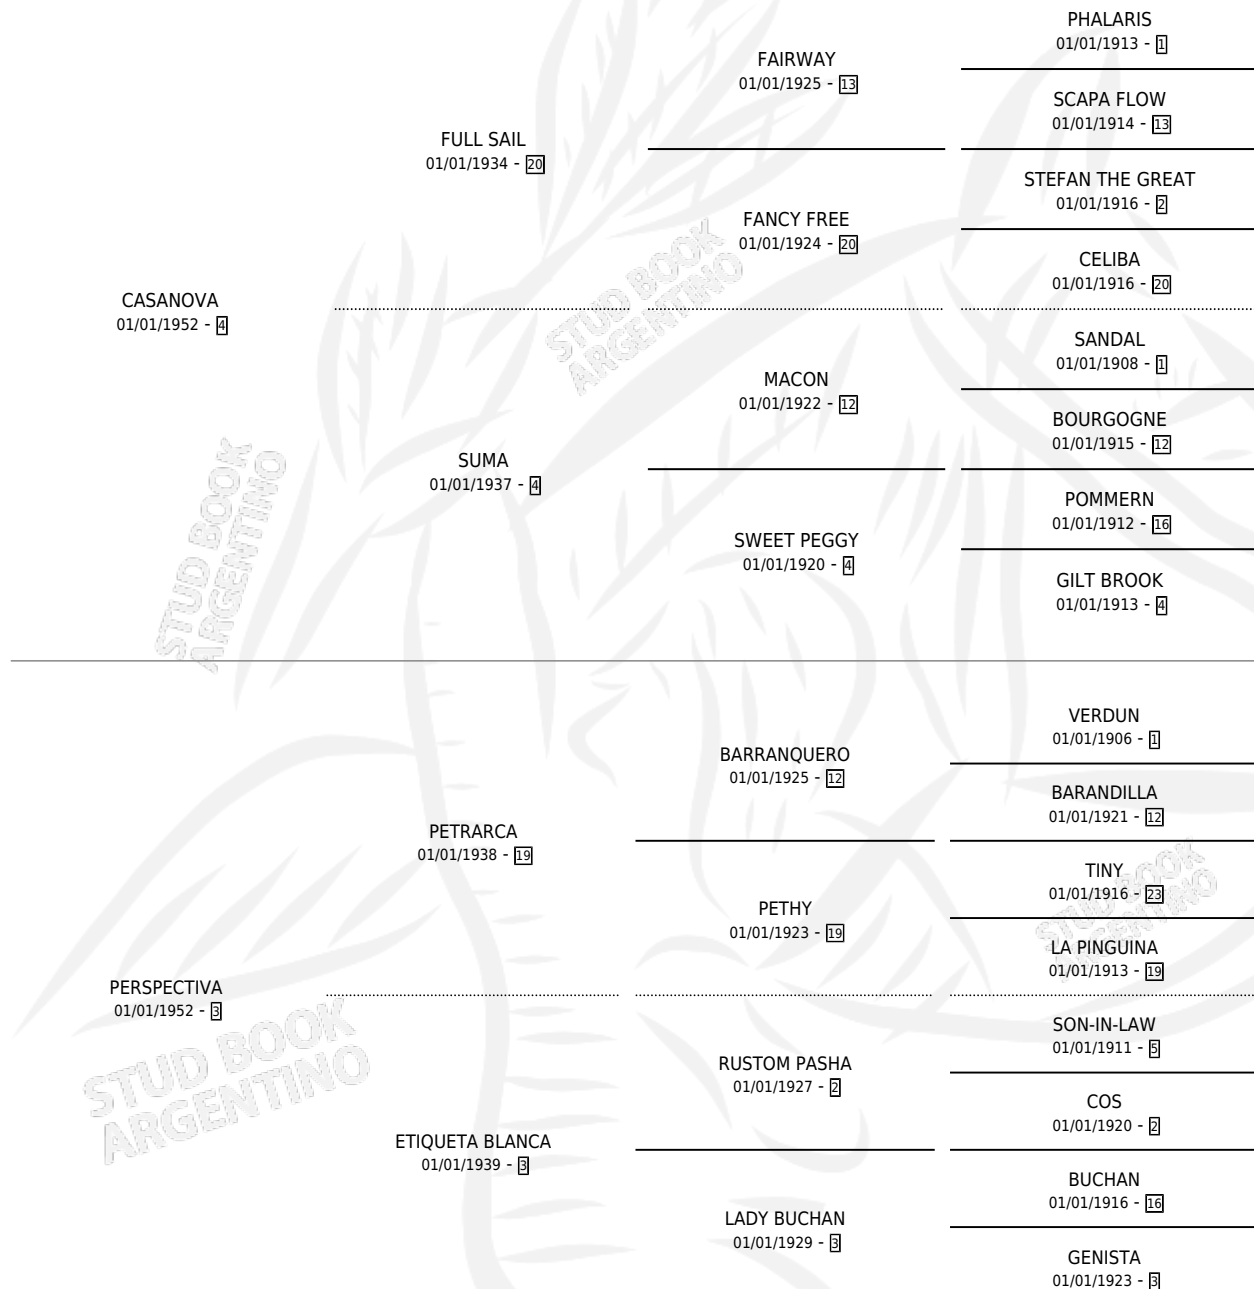 PHALARIS
01/01/1913 - 1
FAIRWAY
01/01/1925 - 13
SCAPA FLOW
01/01/1914 - 13
FULL SAIL
01/01/1934 - 20
STEFAN THE GREAT
01/01/1916 - 2
FANCY FREE
01/01/1924 - 20
CELIBA
01/01/1916 - 20
CASANOVA
01/01/1952 - 4
STUD BOOK
ARGENTINO
SANDAL
01/01/1908 - 1
MACON
01/01/1922 - 12
BOURGOGNE
01/01/1915 - 12
SUMA
01/01/1937 - 4
POMMERN
01/01/1912 - 16
SWEET PEGGY
01/01/1920 - 4
GILT BROOK
01/01/1913 - 4
STUD BOOK
ARGENTINO
VERDUN
01/01/1906 - 1
BARRANQUERO
01/01/1925 - 12
BARANDILLA
01/01/1921 - 12
PETRARCA
01/01/1938 - 19
TINY
01/01/1916 - 23
PETHY
01/01/1923 - 19
STUD BOOK
ARGENTINO
LA PINGUINA
01/01/1913 - 19
PERSPECTIVA
01/01/1952 - 3
SON-IN-LAW
01/01/1911 - 5
RUSTOM PASHA
01/01/1927 - 2
COS
01/01/1920 - 2
STUD BOOK
ARGENTINO
ETIQUETA BLANCA
01/01/1939 - 3
BUCHAN
01/01/1916 - 16
LADY BUCHAN
01/01/1929 - 3
GENISTA
01/01/1923 - 3